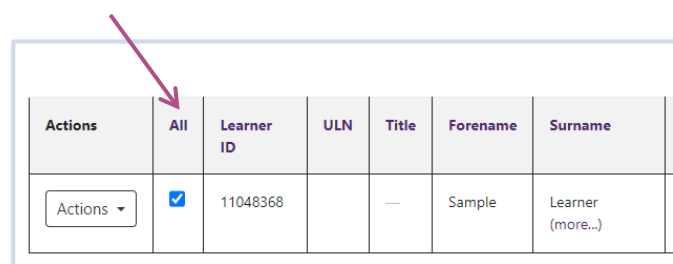 Actions All Learner ID ULN Title Forename Surname
Actions 11048368 — Sample Learner
(more...)